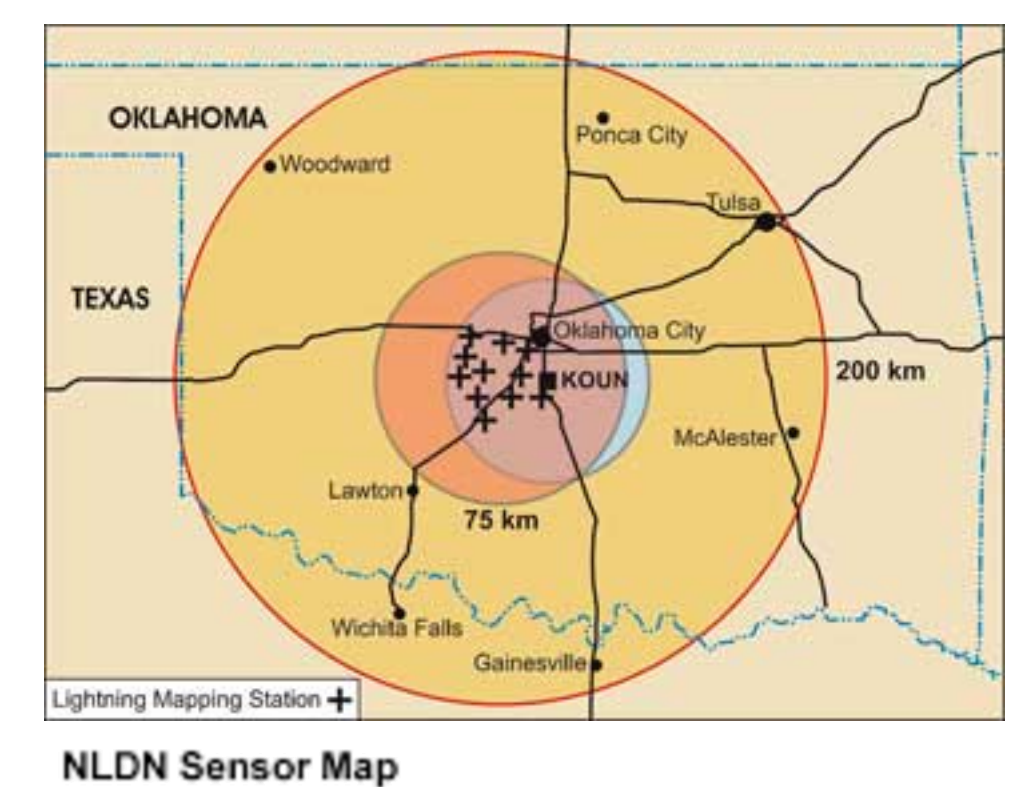 OKLAHOMA
Ponca City
Woodward
Tulsa
TEXAS
Oklahoma City
200 km
KOUN
McAlester
Lawton
75 km
Wichita Falls
Gainesville
Lightning Mapping Station +
NLDN Sensor Map